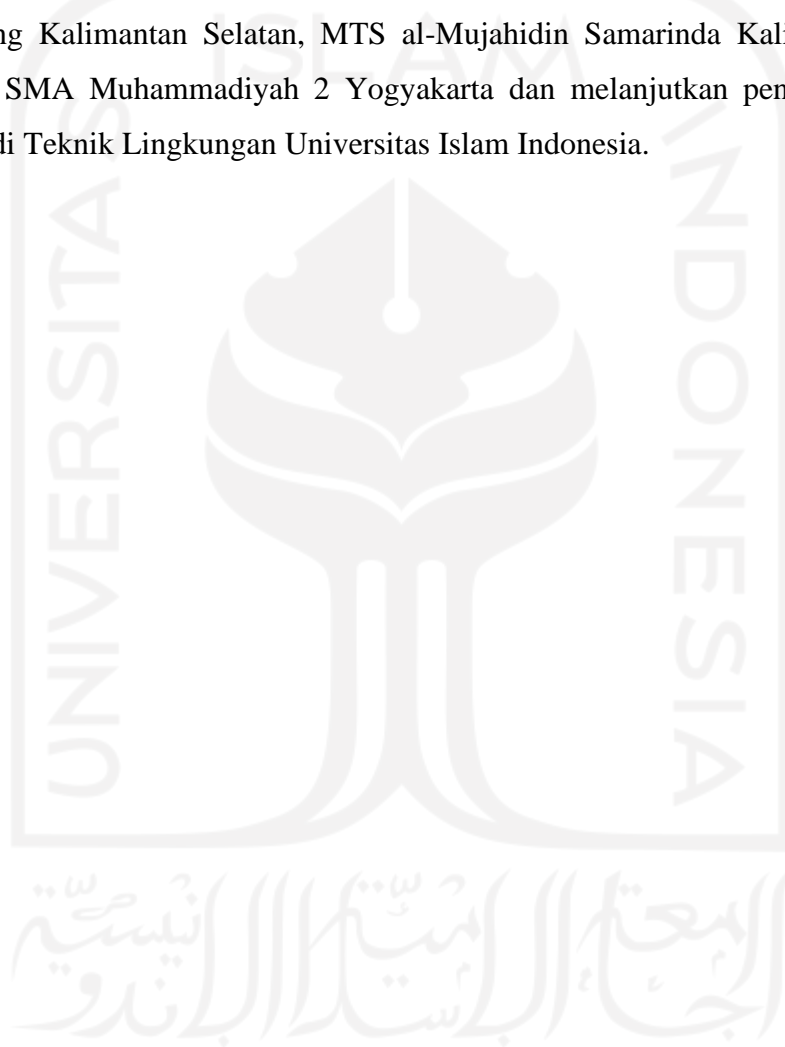 ng Kalimantan Selatan, MTS al-Mujahidin Samarinda Kali
SMA Muhammadiyah 2 Yogyakarta dan melanjutkan pen
di Teknik Lingkungan Universitas Islam Indonesia.
ISLAM
UNIVERSITAS
INDONESIA